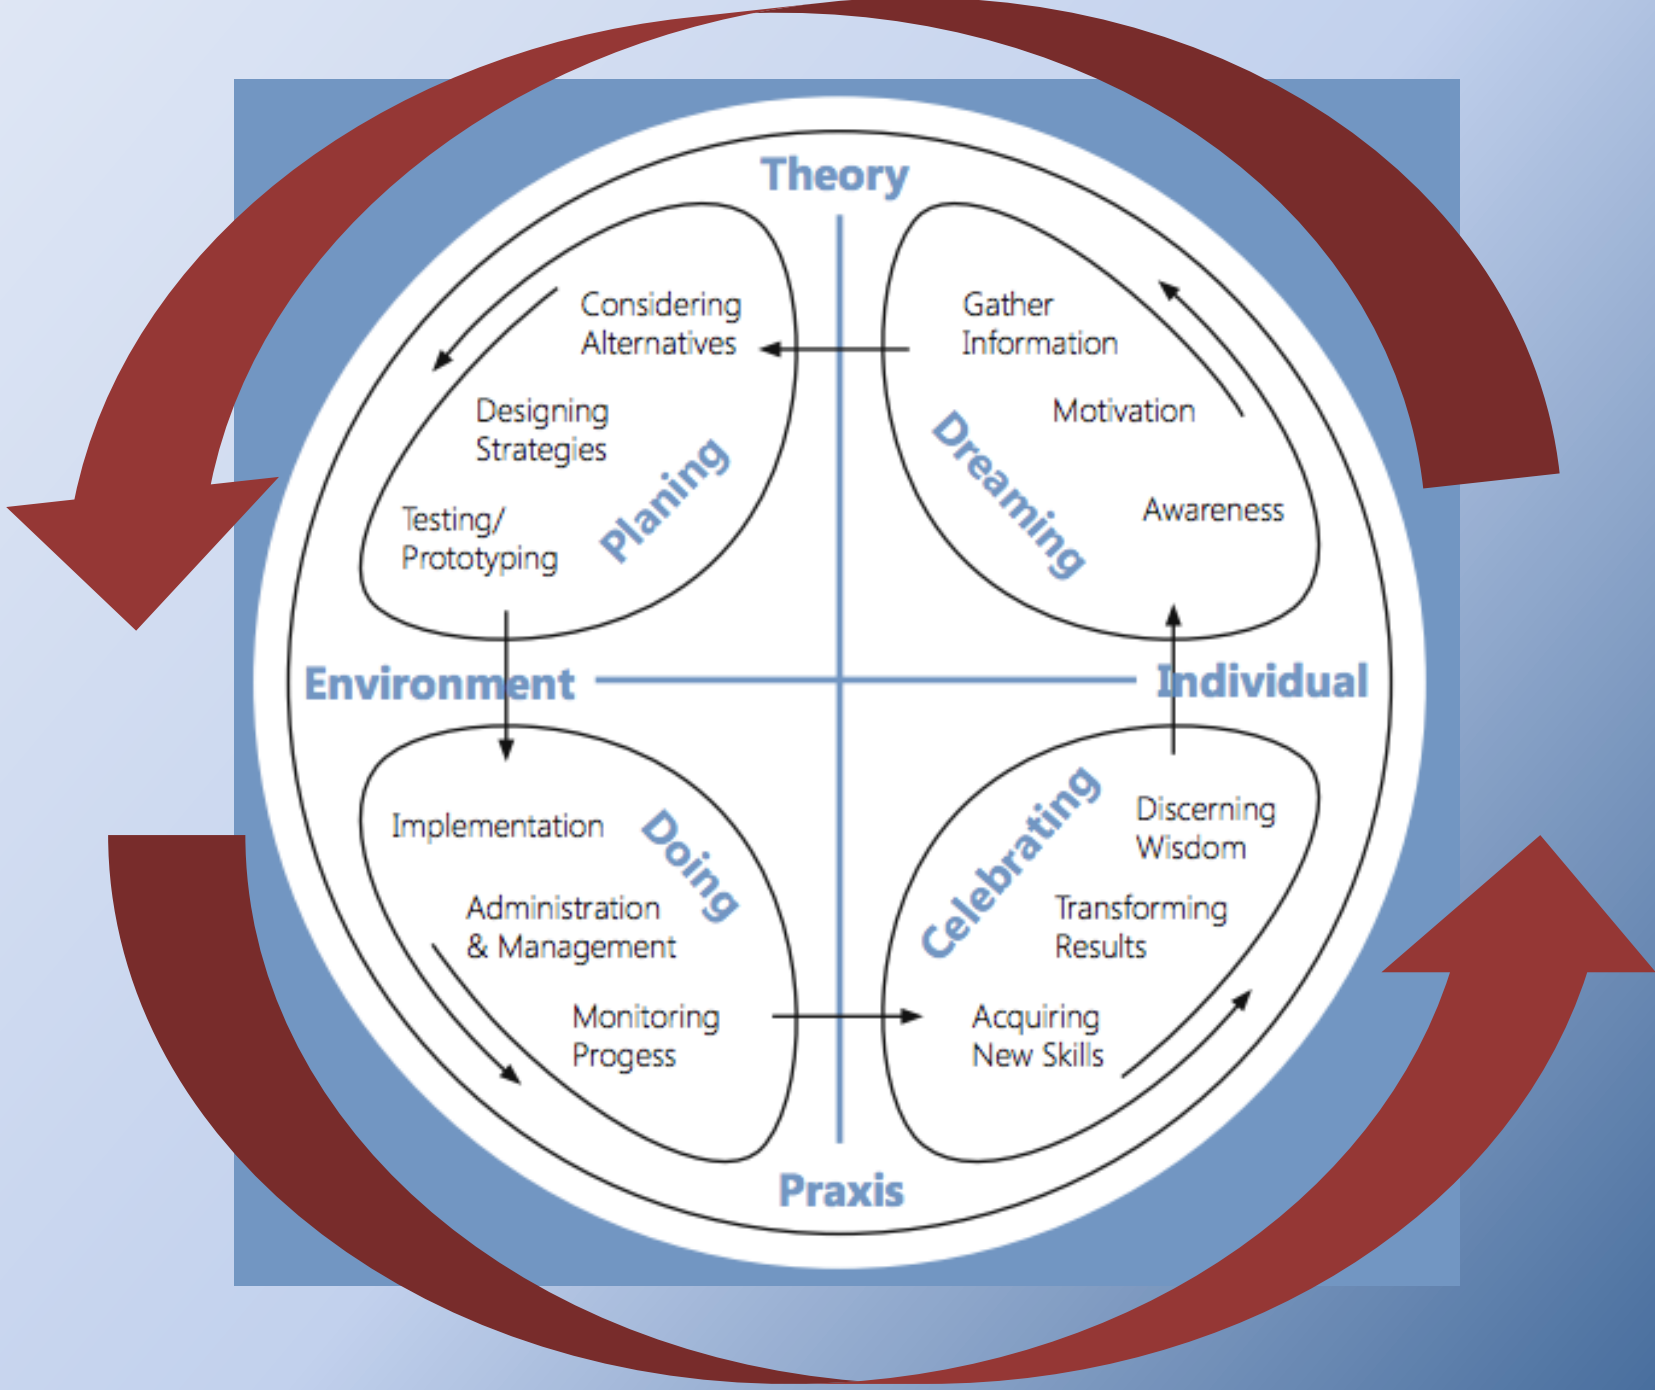 Theory
Considering
Alternatives
Designing
Strategies
Testing/
Prototyping
Planing
Gather
Information
Motivation
Awareness
Dreaming
Environment
Individual
Implementation
Administration
& Management
Monitoring
Progess
Doing
Celebrating
Discerning
Wisdom
Transforming
Results
Acquiring
New Skills
Praxis